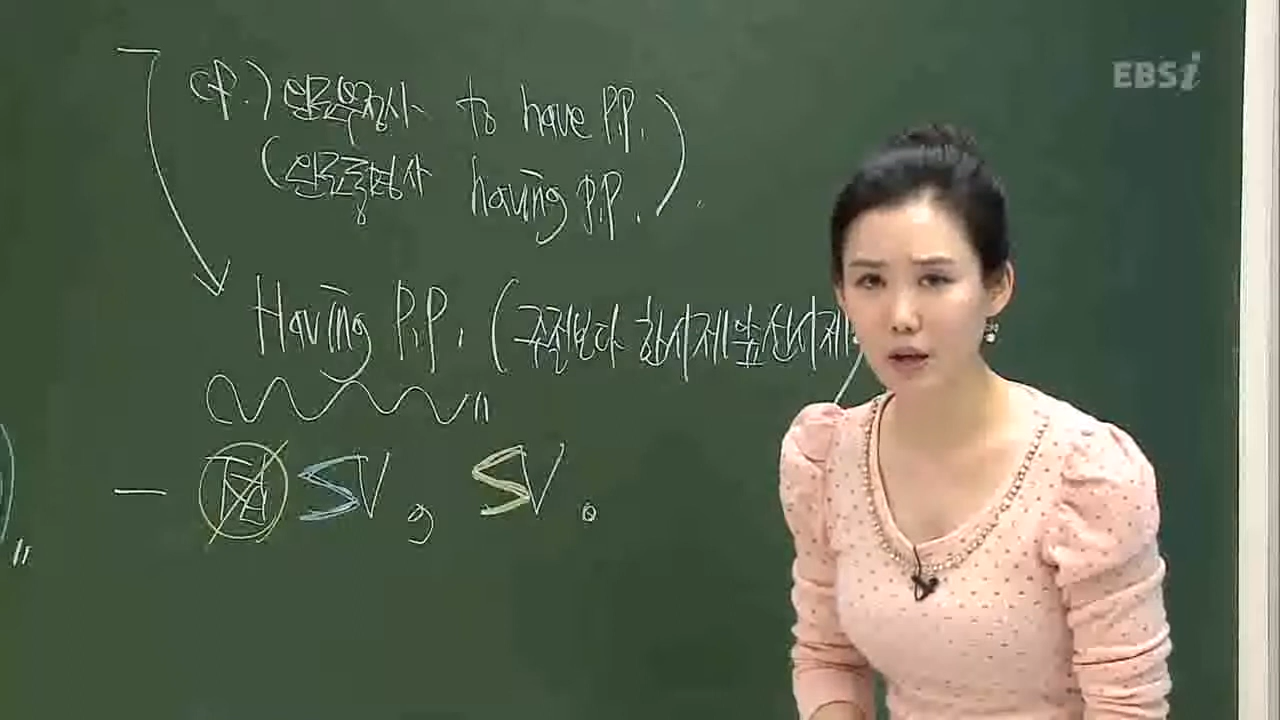 cf.) 완료부정사 to have P.P.
(완료동명사 having P.P.)
Having P.P. (주절보다 한시제 앞선시제
접 SV, SV.
EBSi